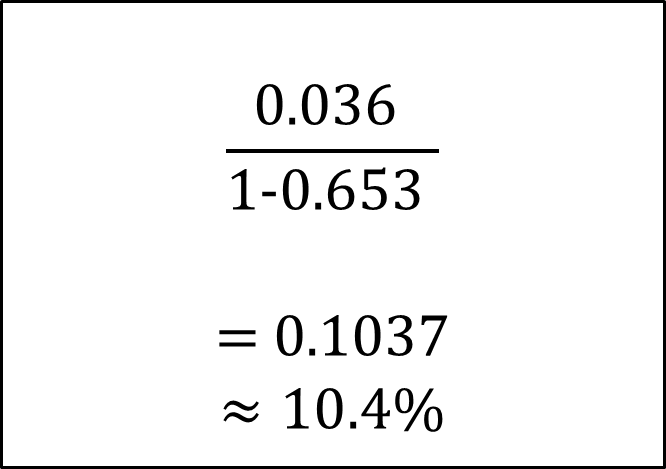 0.036
1-0.653
= 0.1037
≈ 10.4%